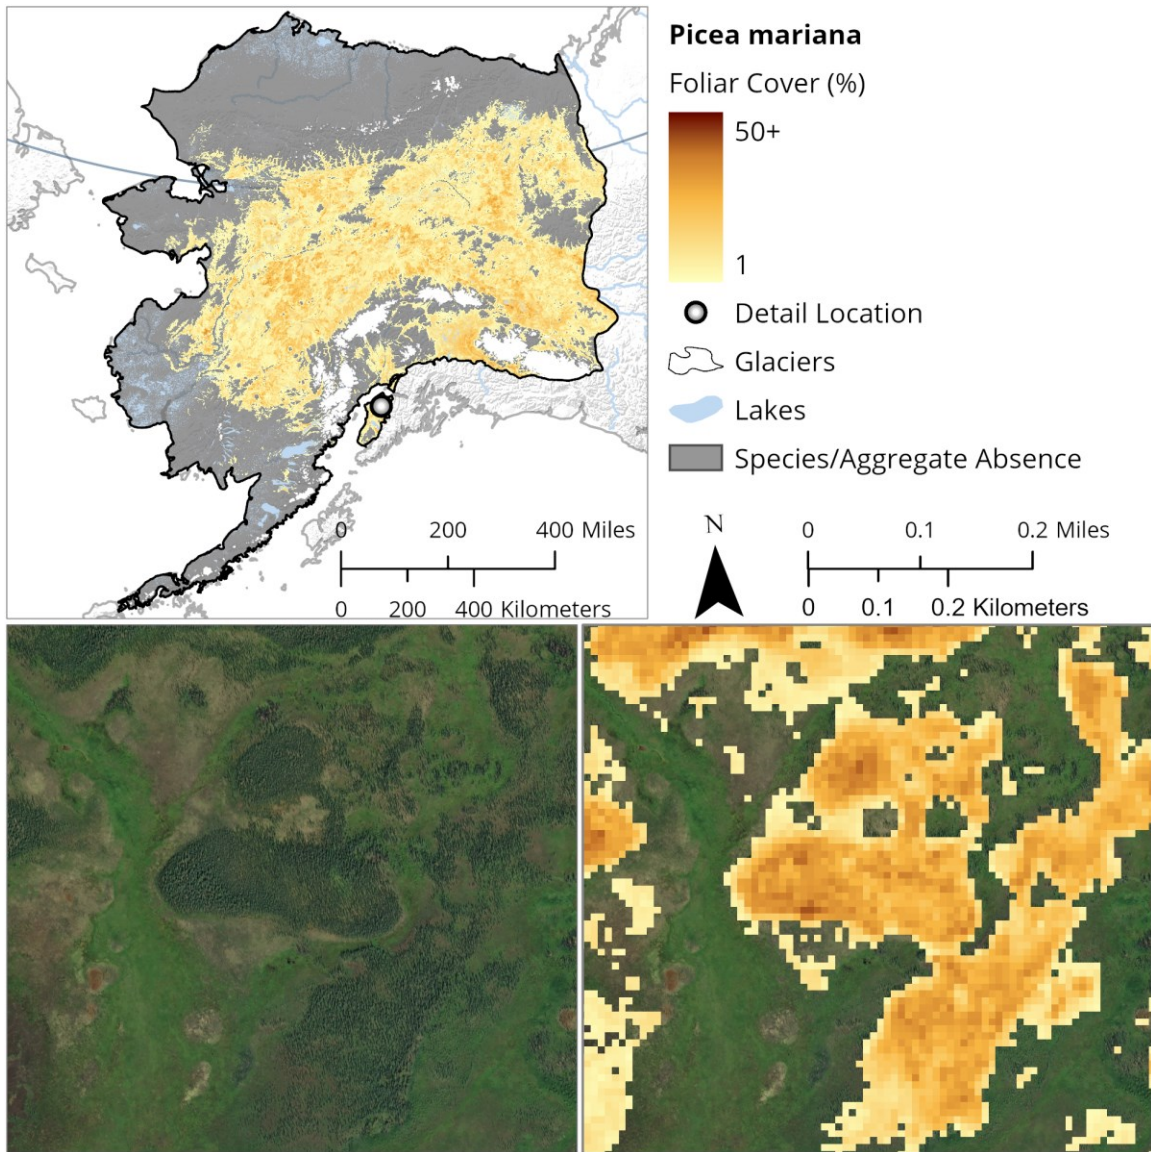 Picea mariana
Foliar Cover (%)
50+
1
Detail Location
Glaciers
Lakes
Species/Aggregate Absence
0 200 400 Miles
0 200 400 Kilometers
N
0 0.1 0.2 Miles
0 0.1 0.2 Kilometers